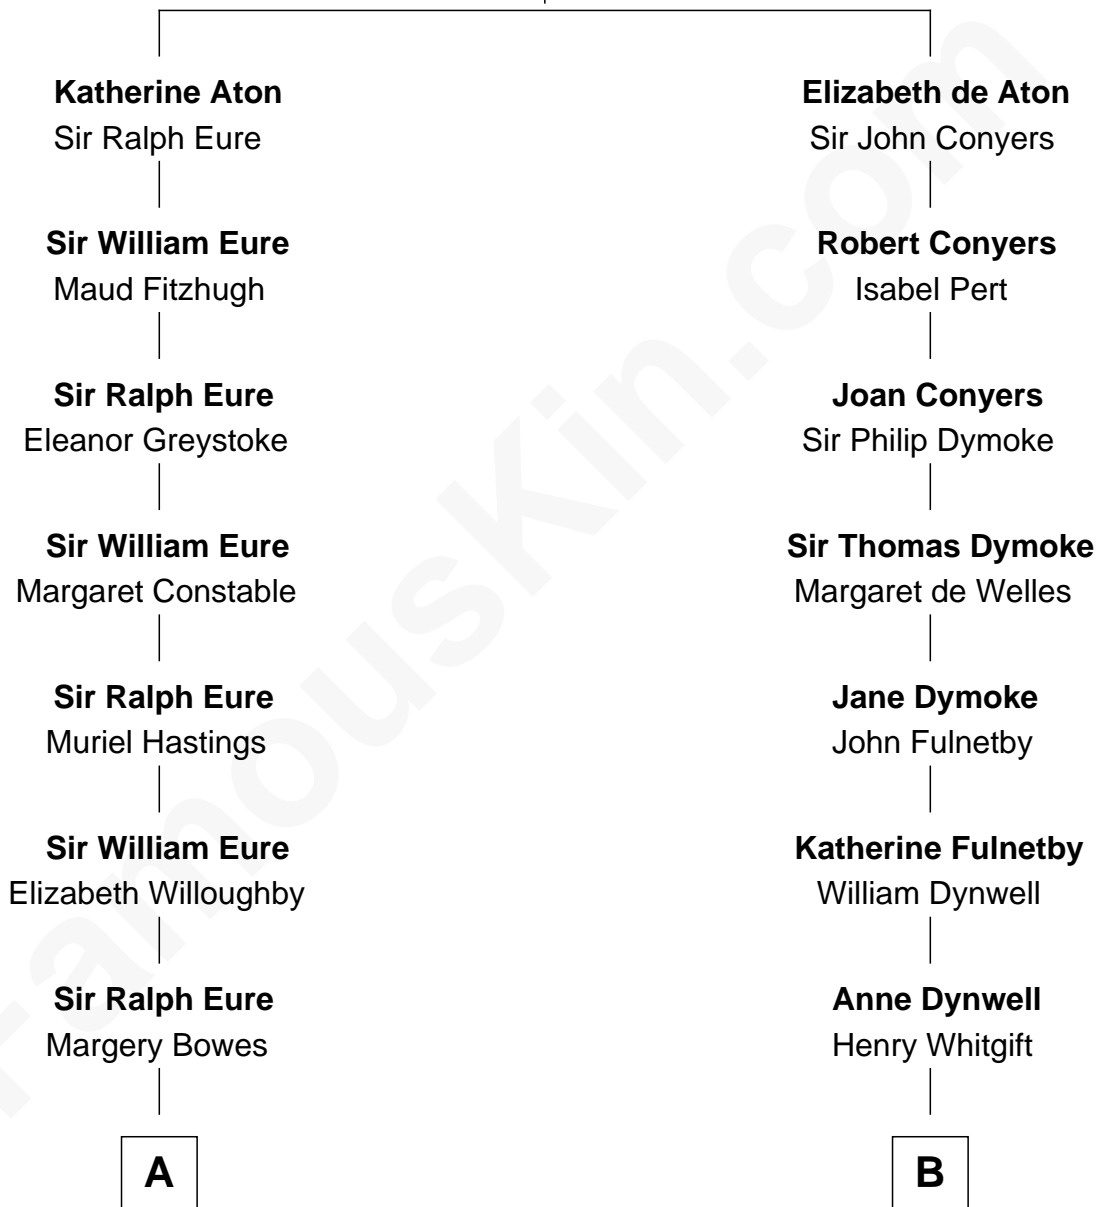 Katherine Aton
Sir Ralph Eure
Sir William Eure
Maud Fitzhugh
Sir Ralph Eure
Eleanor Greystoke
Sir William Eure
Margaret Constable
Sir Ralph Eure
Muriel Hastings
Sir William Eure
Elizabeth Willoughby
Sir Ralph Eure
Margery Bowes
A
Elizabeth de Aton
Sir John Conyers
Robert Conyers
Isabel Pert
Joan Conyers
Sir Philip Dymoke
Sir Thomas Dymoke
Margaret de Welles
Jane Dymoke
John Fulnetby
Katherine Fulnetby
William Dynwell
Anne Dynwell
Henry Whitgift
B
FamousKin.com